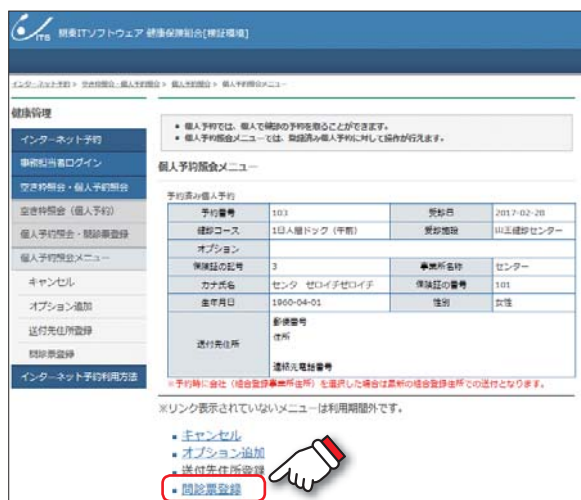 ITS 関東ITソフトウェア 健康保険組合[検証環境]
インターネット予約 > 空き枠照会・個人予約照会 > 個人予約照会 > 個人予約照会メニュー
健康管理
インターネット予約
事務担当者ログイン
空き枠照会・個人予約照会
空き枠照会（個人予約）
個人予約照会・問診票登録
個人予約照会メニュー
キャンセル
オプション追加
送付先住所登録
問診票登録
インターネット予約利用方法
• 個人予約では、個人で健診の予約を取ることができます。
• 個人予約照会メニューでは、登録済み個人予約に対して操作が行えます。
個人予約照会メニュー
予約済み個人予約
予約番号 103 受診日 2017-02-28
健診コース 1日人間ドック（午前） 受診施設 山王健診センター
オプション
保険証の記号 3 事業所名称 センター
カナ氏名 センタ ゼロイチゼロイチ 保険証の番号 101
生年月日 1960-04-01 性別 女性
送付先住所 郵便番号
住所
連絡先電話番号
※予約時に会社（組合登録事業所住所）を選択した場合は最新の組合登録住所での送付となります。
※リンク表示されていないメニューは利用期間外です。
▪ キャンセル
▪ オプション追加
▪ 送付先住所登録
▪ 問診票登録